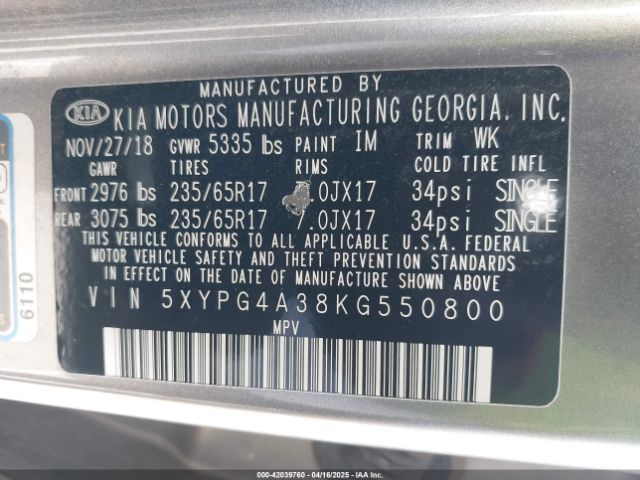 MANUFACTURED BY
KIA KIA MOTORS MANUFACTURING GEORGIA, INC.
NOV/27/18 GVWR 5335 lbs PAINT IM TRIM WK
GAWR TIRES RIMS COLD TIRE INFL
FRONT 2976 lbs 235/65R17 .0JX17 34psi SINGLE
REAR 3075 lbs 235/65R17 7.0JX17 34psi SINGLE
THIS VEHICLE CONFORMS TO ALL APPLICABLE U.S.A. FEDERAL
MOTOR VEHICLE SAFETY AND THEFT PREVENTION STANDARDS
IN EFFECT ON THE DATE OF MANUFACTURE SHOWN ABOVE.
VIN 5XYPG4A38KG550800
MPV
6110
000-42039760 - 04/16/2025 - IAA Inc.